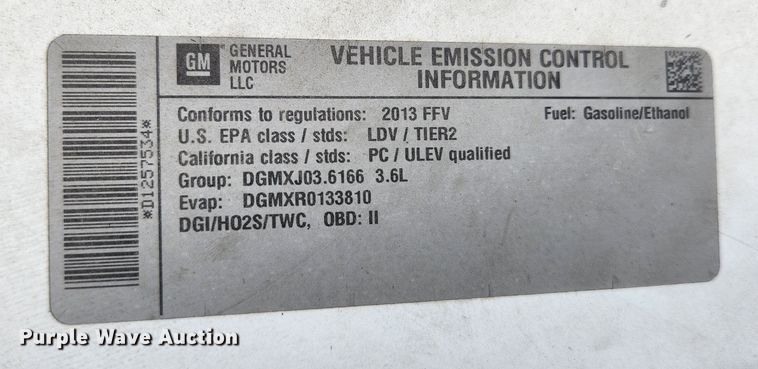 GM
GENERAL
MOTORS
LLC
VEHICLE EMISSION CONTROL
INFORMATION
Conforms to regulations: 2013 FFV Fuel: Gasoline/Ethanol
U.S. EPA class / stds: LDV / TIER2
California class / stds: PC / ULEV qualified
Group: DGMXJ03.6166 3.6L
Evap: DGMXR0133810
DGI/HO2S/TWC, OBD: II
*D1257534*
Purple Wave Auction